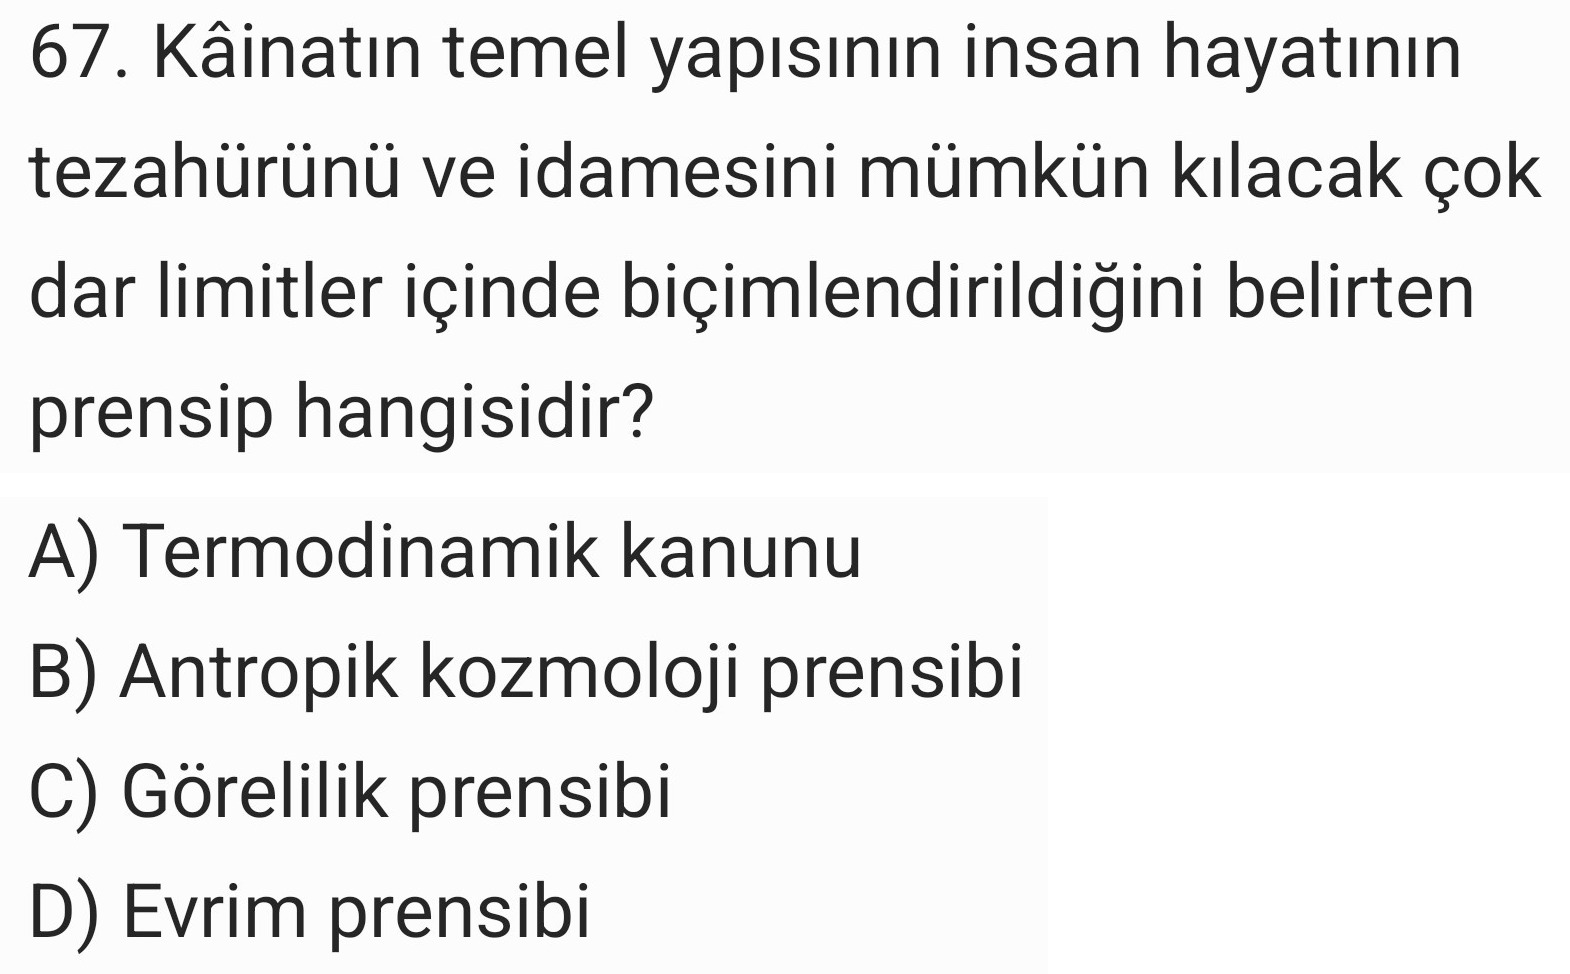 67. Kâinatın temel yapısının insan hayatının
tezahürünü ve idamesini mümkün kılacak çok
dar limitler içinde biçimlendirildiğini belirten
prensip hangisidir?
A) Termodinamik kanunu
B) Antropik kozmoloji prensibi
C) Görelilik prensibi
D) Evrim prensibi